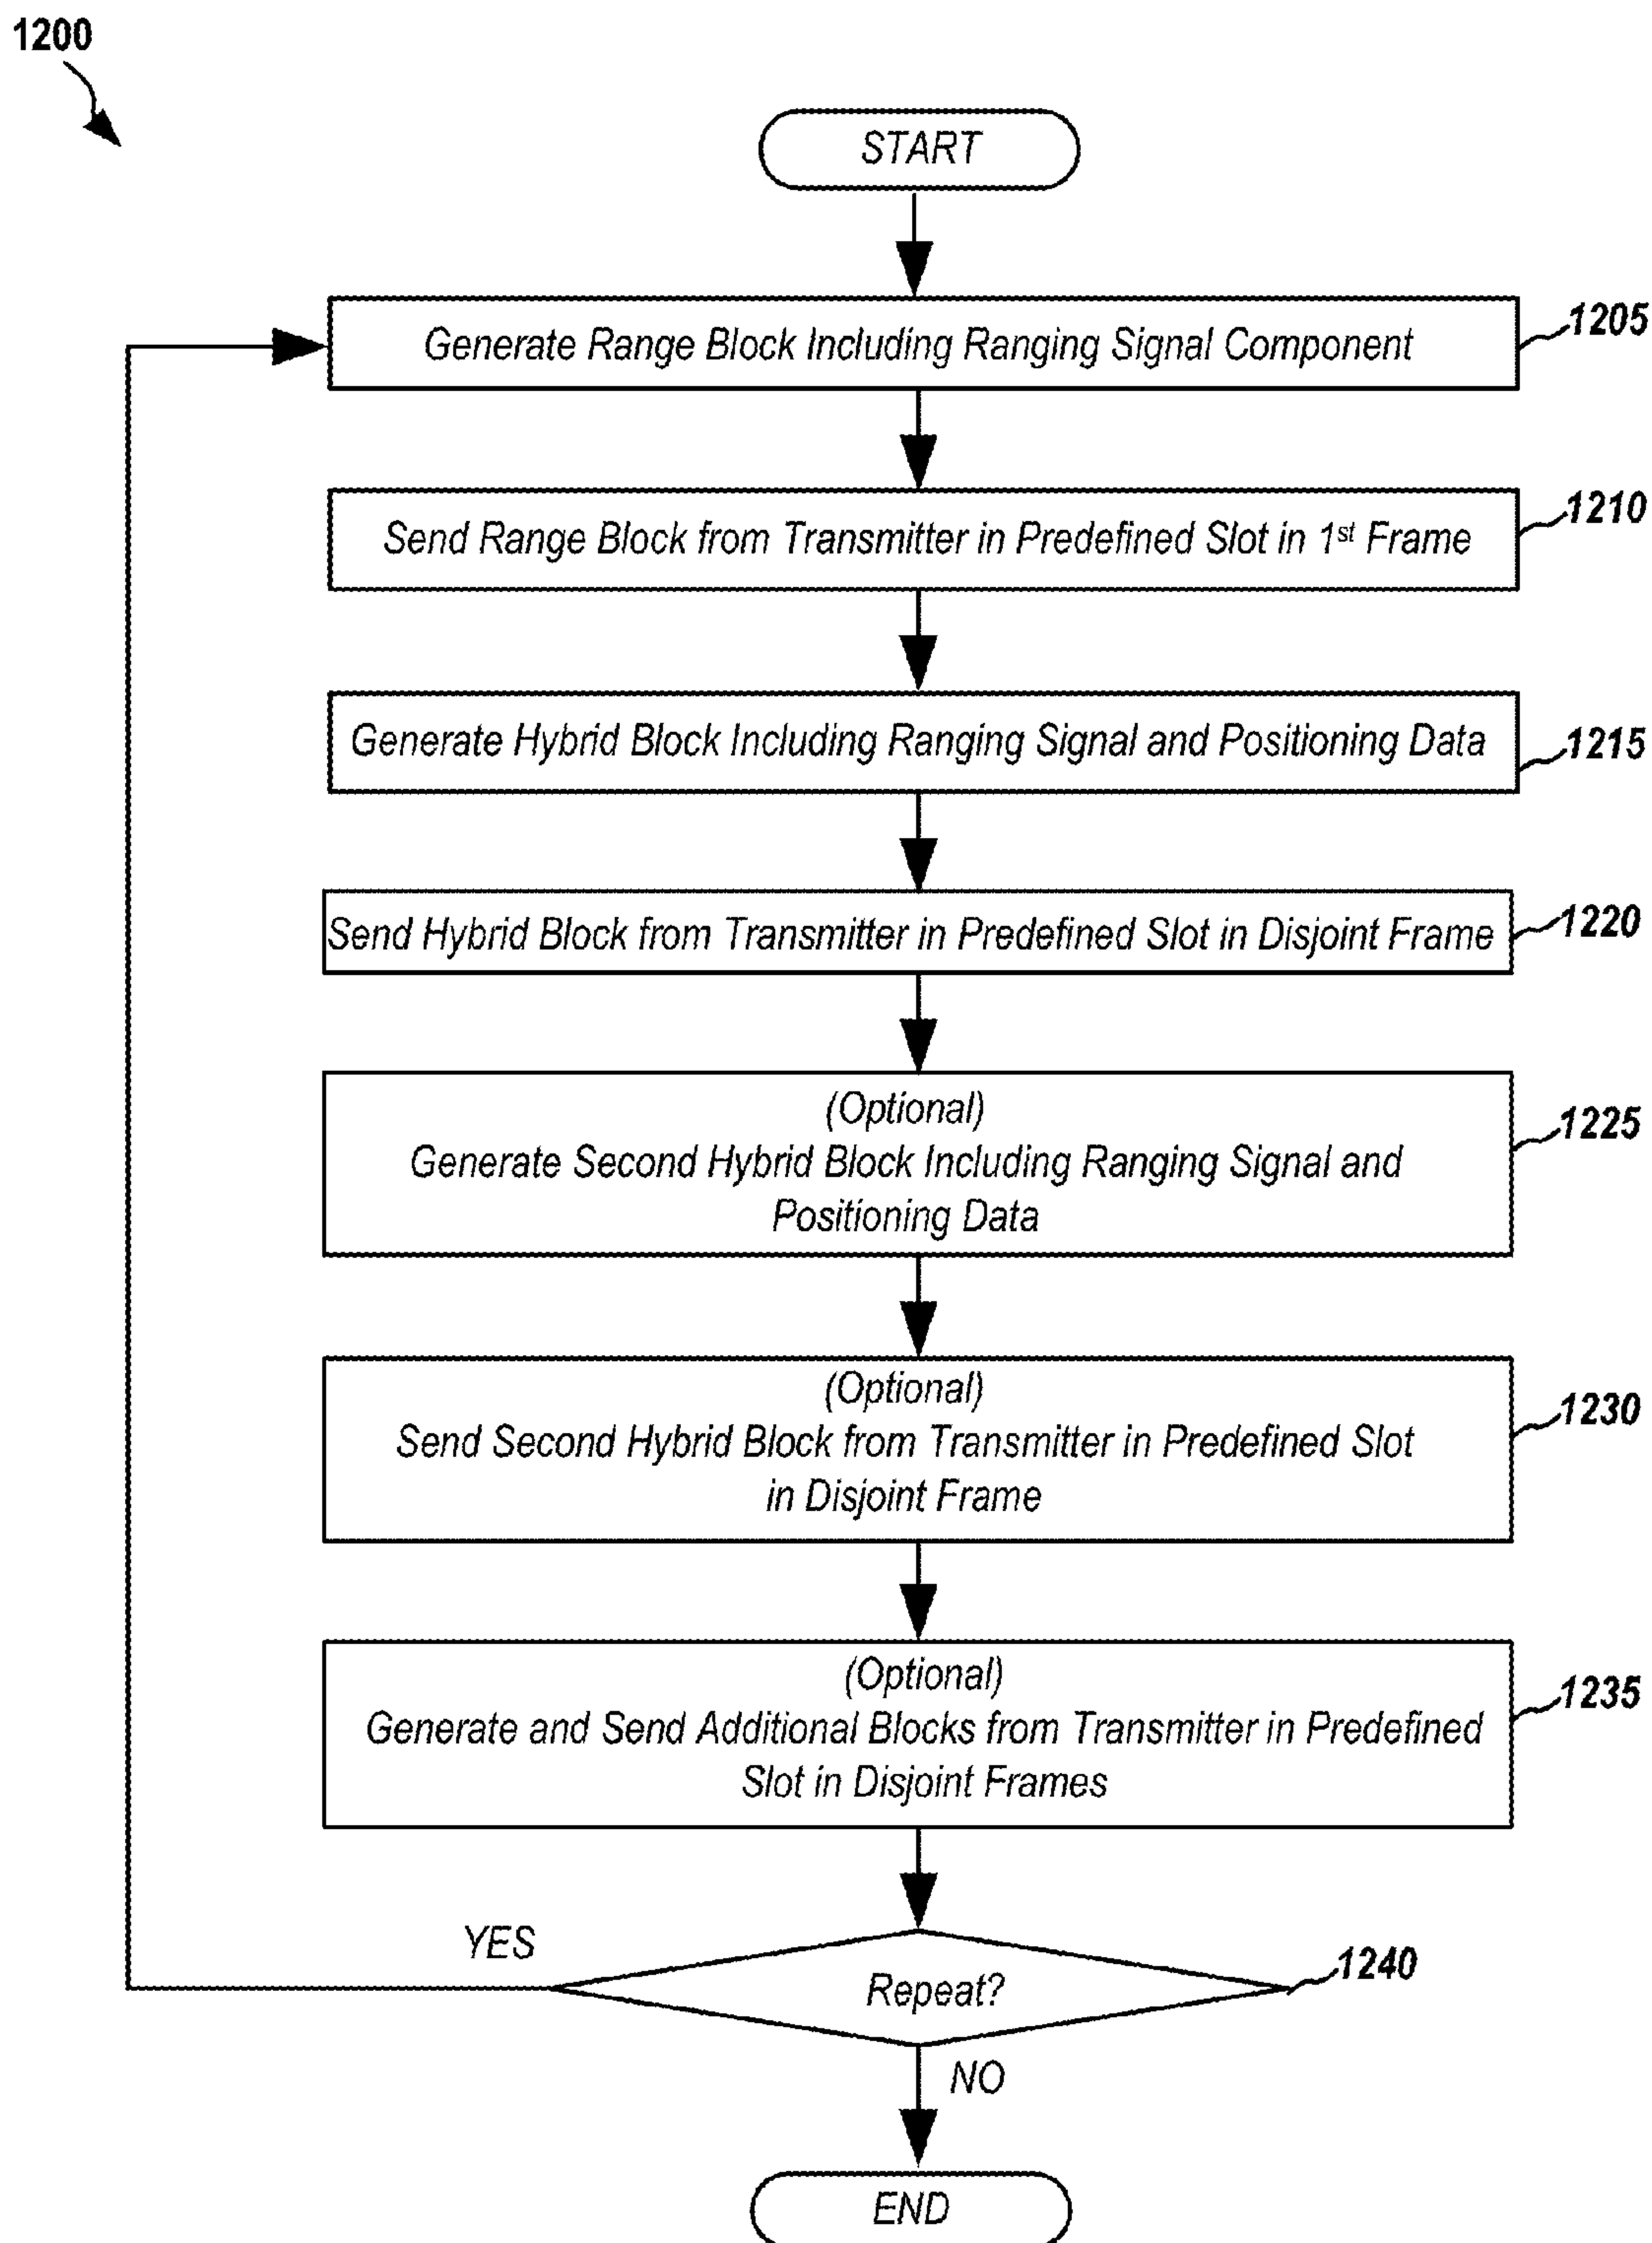 1200
START
Generate Range Block Including Ranging Signal Component
1205
Send Range Block from Transmitter in Predefined Slot in 1st Frame
1210
Generate Hybrid Block Including Ranging Signal and Positioning Data
1215
Send Hybrid Block from Transmitter in Predefined Slot in Disjoint Frame
1220
(Optional)
Generate Second Hybrid Block Including Ranging Signal and
Positioning Data
1225
(Optional)
Send Second Hybrid Block from Transmitter in Predefined Slot
in Disjoint Frame
1230
(Optional)
Generate and Send Additional Blocks from Transmitter in Predefined
Slot in Disjoint Frames
1235
YES
Repeat?
1240
NO
END